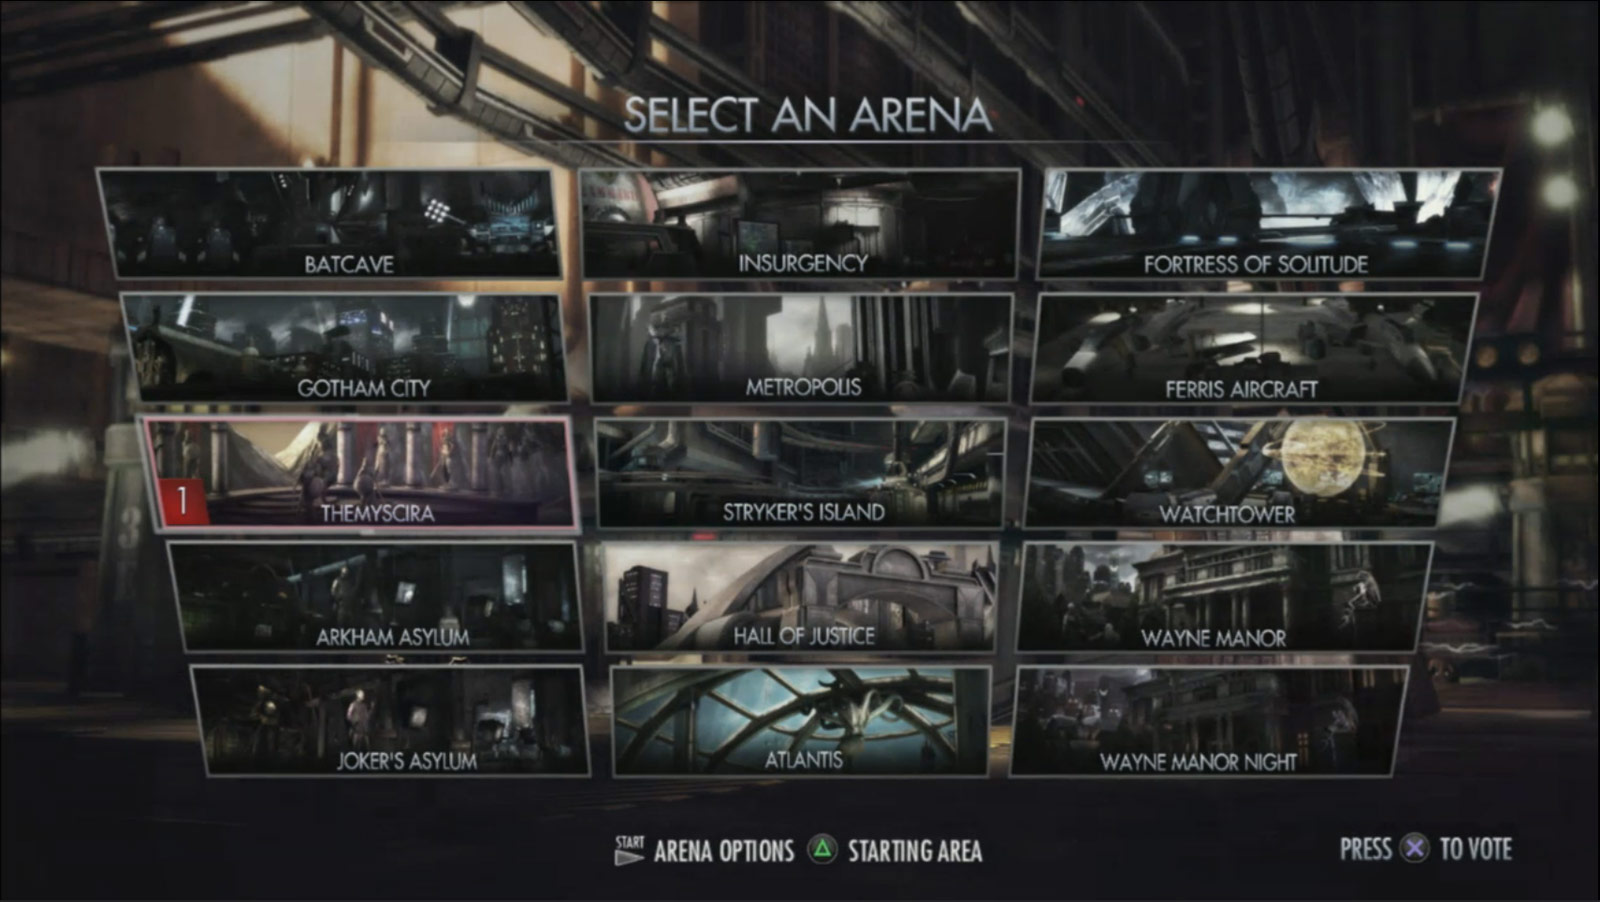 SELECT AN ARENA
BATCAVE
INSURGENCY
FORTRESS OF SOLITUDE
GOTHAM CITY
METROPOLIS
FERRIS AIRCRAFT
1
THEMYSCIRA
STRYKER'S ISLAND
WATCHTOWER
ARKHAM ASYLUM
HALL OF JUSTICE
WAYNE MANOR
JOKER'S ASYLUM
ATLANTIS
WAYNE MANOR NIGHT
START ARENA OPTIONS STARTING AREA
PRESS X TO VOTE